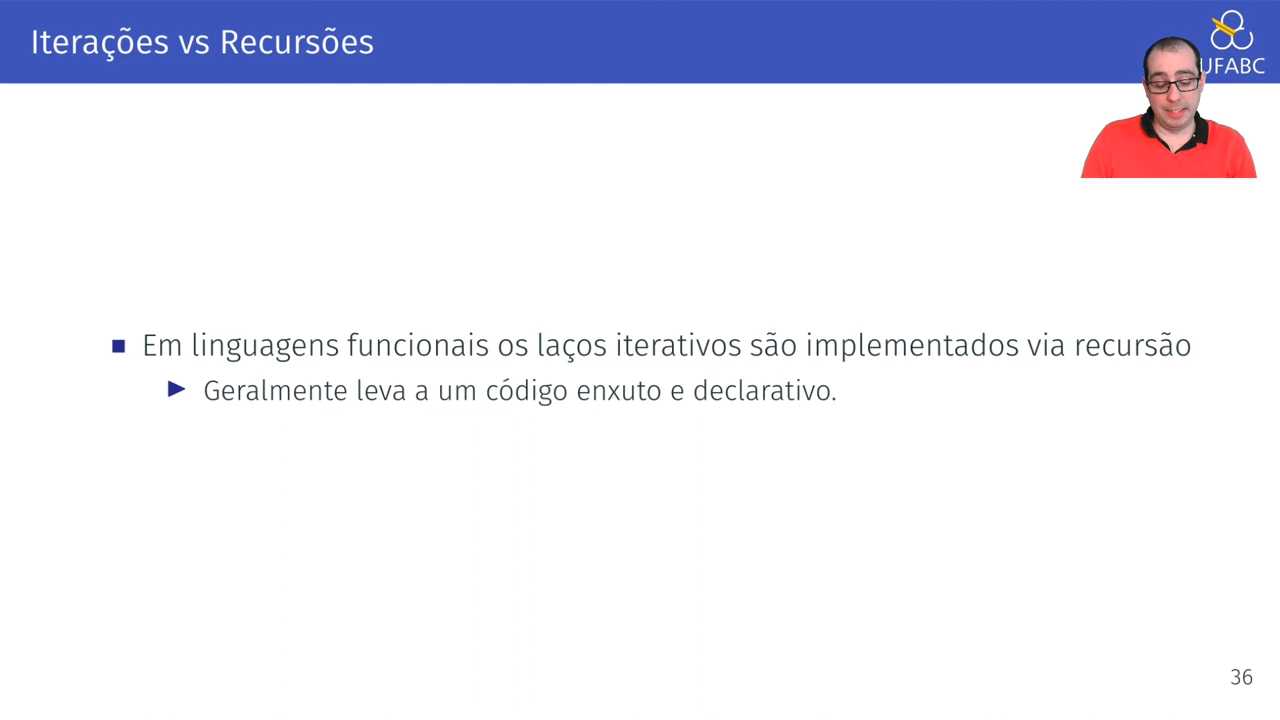 Iterações vs Recursões
UFABC
Em linguagens funcionais os laços iterativos são implementados via recursão
Geralmente leva a um código enxuto e declarativo.
36